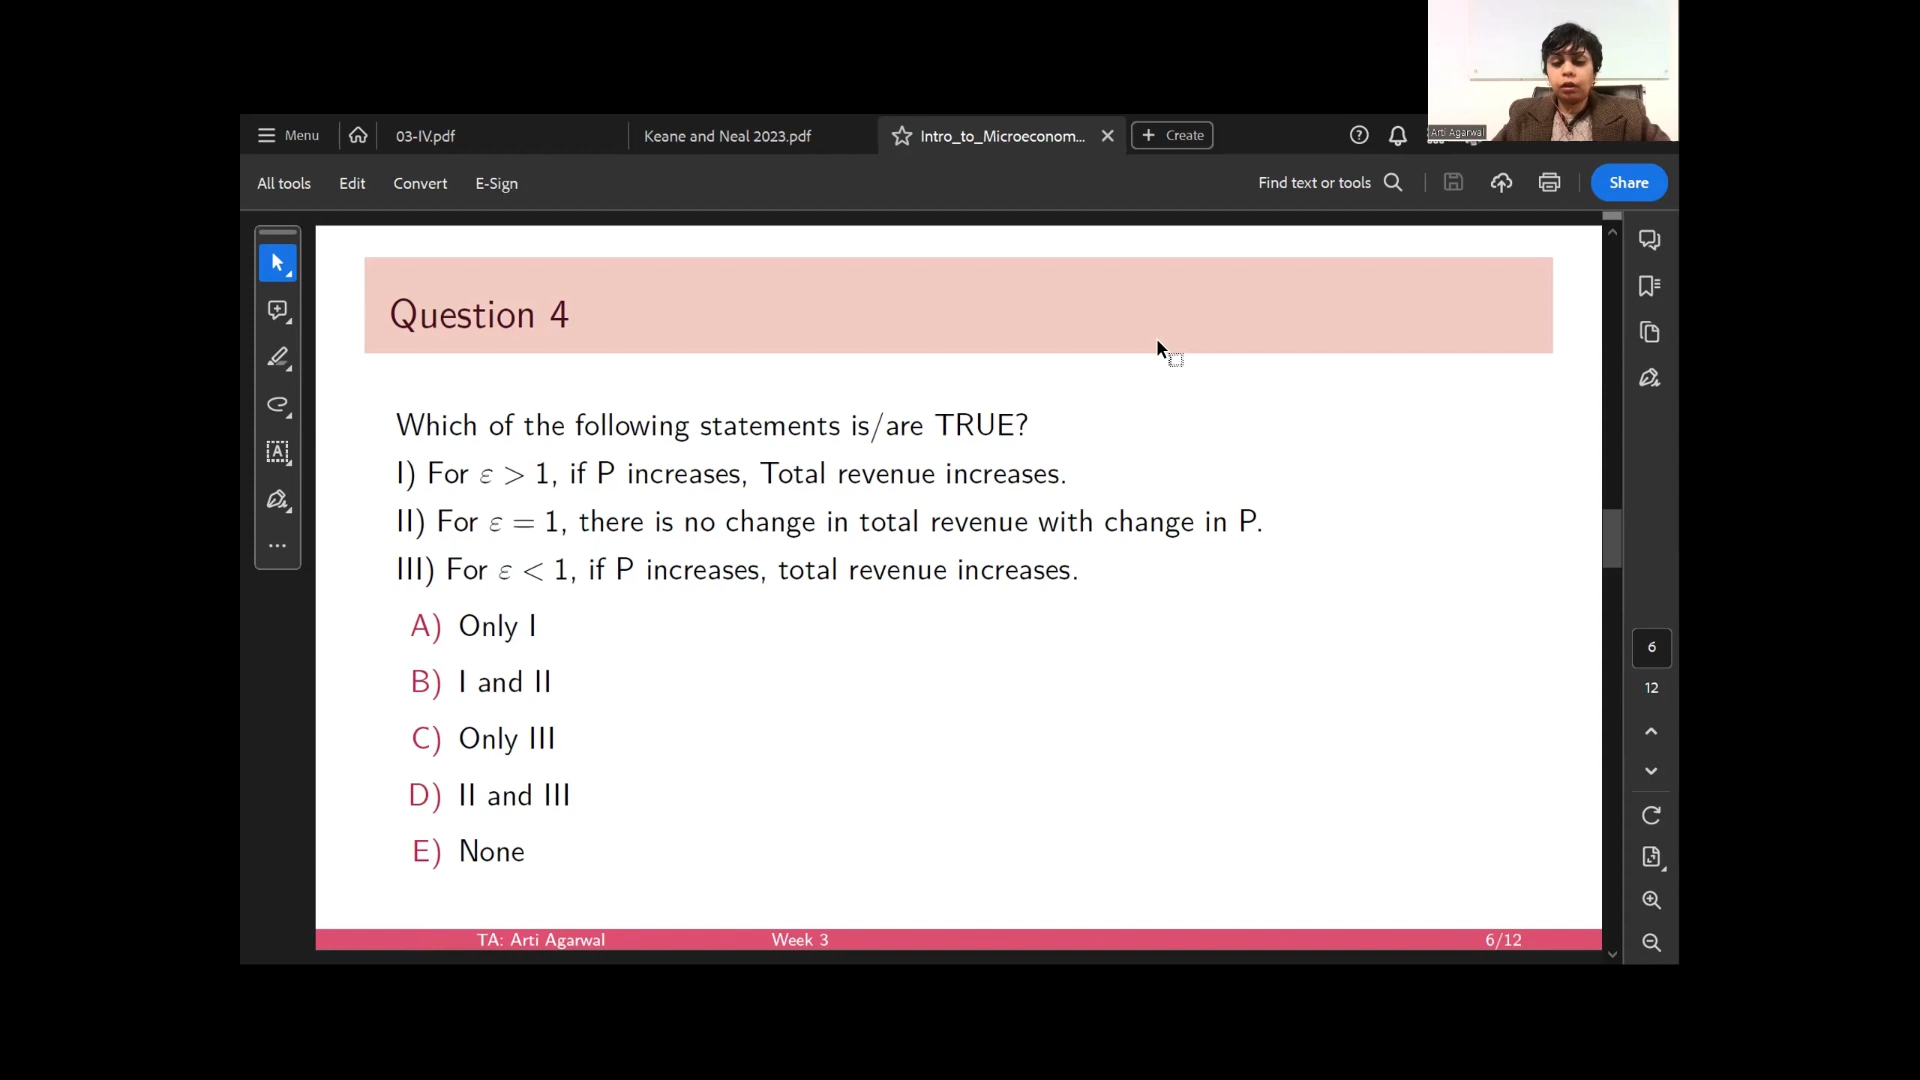 Arti Agarwal
Menu
03-IV.pdf
Keane and Neal 2023.pdf
Intro_to_Microeconom...
Create
All tools
Edit
Convert
E-Sign
Find text or tools
Share
Question 4
Which of the following statements is/are TRUE?
I) For ε > 1, if P increases, Total revenue increases.
II) For ε = 1, there is no change in total revenue with change in P.
III) For ε < 1, if P increases, total revenue increases.
A) Only I
B) I and II
C) Only III
D) II and III
E) None
6
12
TA: Arti Agarwal
Week 3
6/12